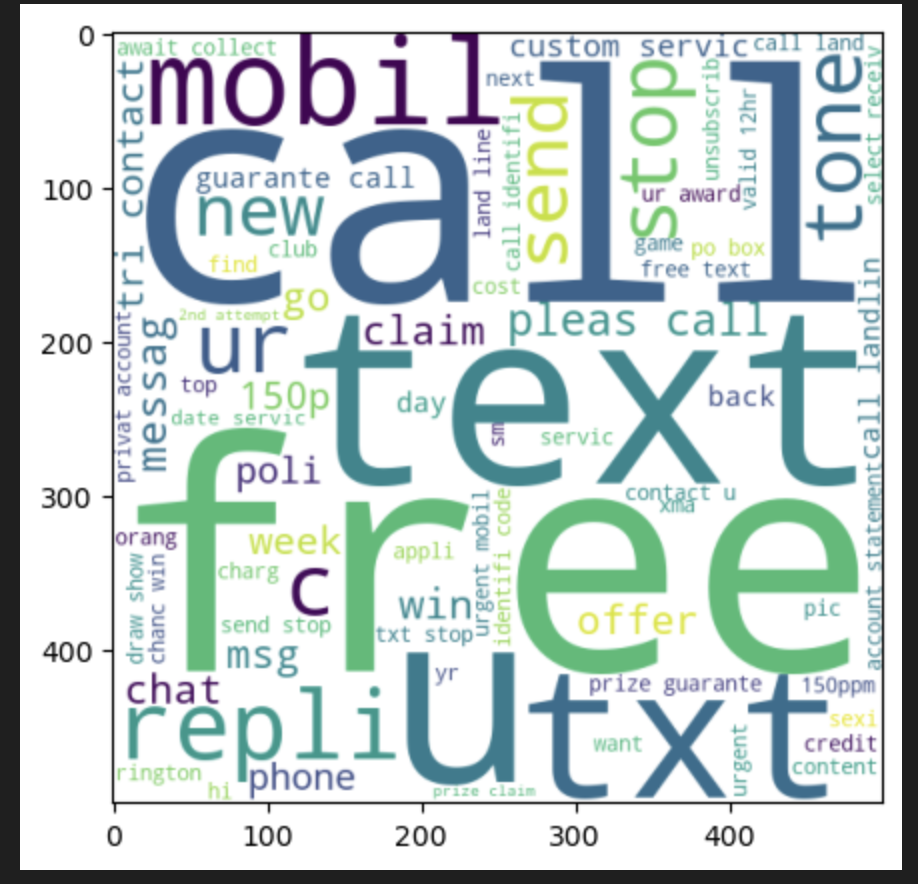 0
100
200
300
400
0
100
200
300
400
await collect
mobil
custom servic
call land
next
call
send
stop
unsubscrib
valid 12hr
tone
select receiv
tri contact
guarante call
new
club
find
land line
call identifi
ur award
game
po box
free text
cost
go
2nd attempt
ur
claim
pleas call
privat account
messag
top
150p
date servic
text
day
sm
servic
back
call landlin
poli
free
contact u
xma
orang
week
charg
c
appli
urgent mobil
identifi code
draw show
chanc win
send stop
win
txt stop
offer
pic
account statement
msg
chat
repli
u
yr
txt
prize guarante
150ppm
sexi
want
urgent
credit
content
rington
hi
phone
prize claim